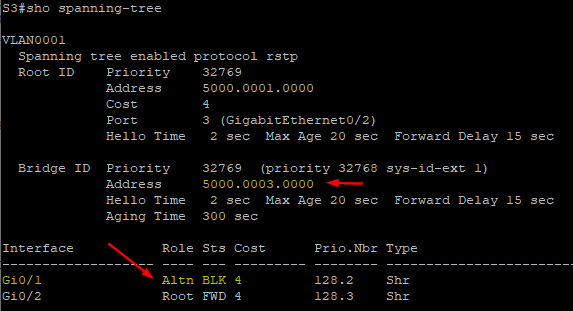 S3#sho spanning-tree
VLAN0001
Spanning tree enabled protocol rstp
Root ID Priority 32769
Address 5000.0001.0000
Cost 4
Port 3 (GigabitEthernet0/2)
Hello Time 2 sec Max Age 20 sec Forward Delay 15 sec
Bridge ID Priority 32769 (priority 32768 sys-id-ext 1)
Address 5000.0003.0000
Hello Time 2 sec Max Age 20 sec Forward Delay 15 sec
Aging Time 300 sec
Interface Role Sts Cost Prio.Nbr Type
------------------- ---- --- --------- -------- --------------------------------
Gi0/1 Altn BLK 4 128.2 Shr
Gi0/2 Root FWD 4 128.3 Shr